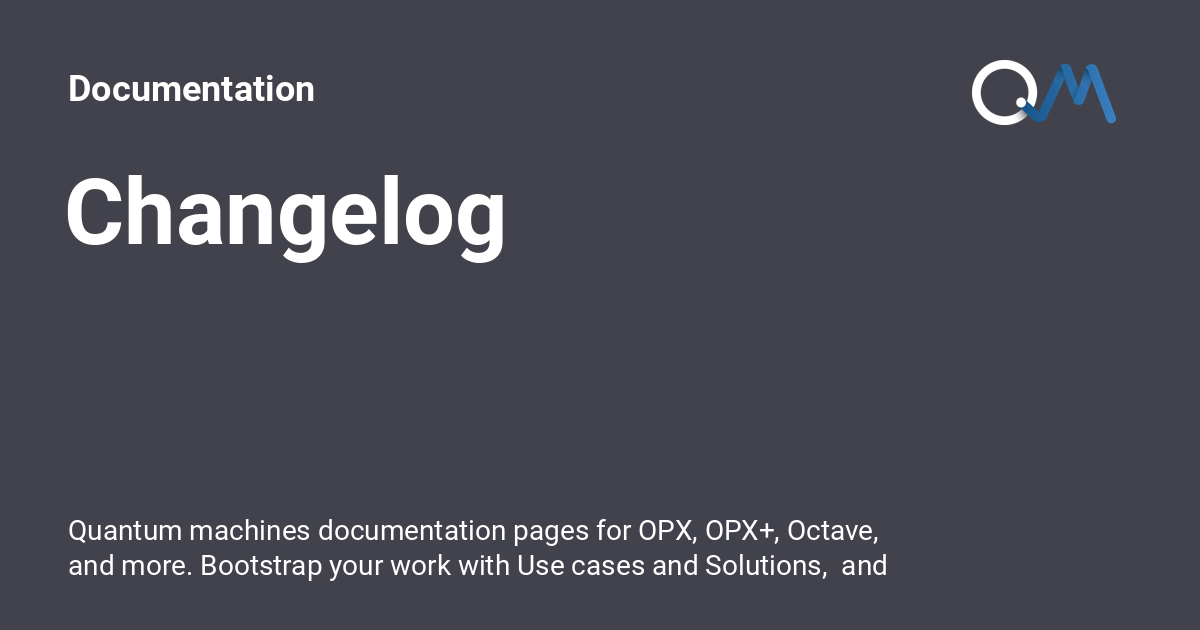 Documentation
QM
Changelog
Quantum machines documentation pages for OPX, OPX+, Octave,
and more. Bootstrap your work with Use cases and Solutions,  and